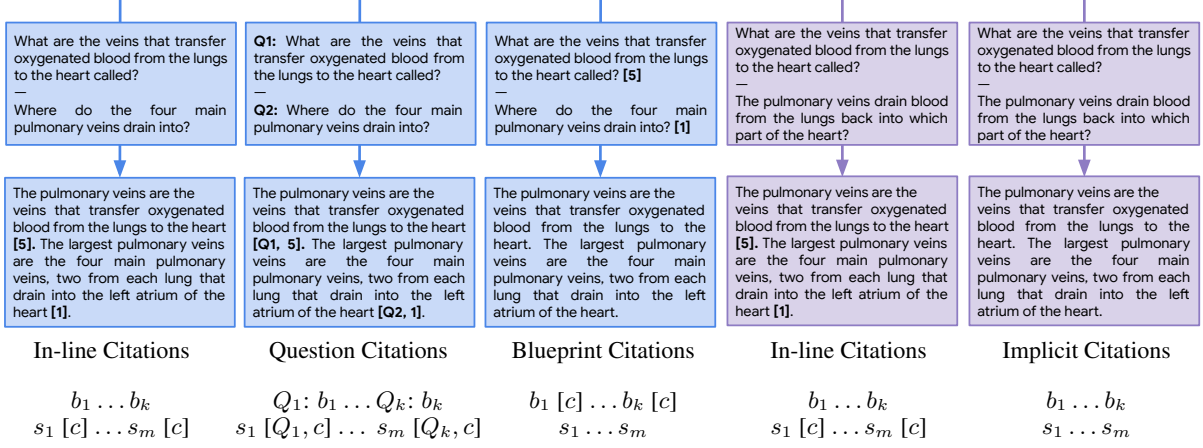 What are the veins that transfer
oxygenated blood from the lungs
to the heart called?
—
Where do the four main
pulmonary veins drain into?
Q1: What are the veins that
transfer oxygenated blood from
the lungs to the heart called?
—
Q2: Where do the four main
pulmonary veins drain into?
What are the veins that transfer
oxygenated blood from the lungs
to the heart called? [5]
—
Where do the four main
pulmonary veins drain into? [1]
What are the veins that transfer
oxygenated blood from the lungs
to the heart called?
—
The pulmonary veins drain blood
from the lungs back into which
part of the heart?
What are the veins that transfer
oxygenated blood from the lungs
to the heart called?
—
The pulmonary veins drain blood
from the lungs back into which
part of the heart?
The pulmonary veins are the
veins that transfer oxygenated
blood from the lungs to the heart
[5]. The largest pulmonary veins
are the four main pulmonary
veins, two from each lung that
drain into the left atrium of the
heart [1].
The pulmonary veins are the
veins that transfer oxygenated
blood from the lungs to the heart
[Q1, 5]. The largest pulmonary
veins are the four main
pulmonary veins, two from each
lung that drain into the left
atrium of the heart [Q2, 1].
The pulmonary veins are the
veins that transfer oxygenated
blood from the lungs to the
heart. The largest pulmonary
veins are the four main
pulmonary veins, two from each
lung that drain into the left
atrium of the heart.
The pulmonary veins are the
veins that transfer oxygenated
blood from the lungs to the heart
[5]. The largest pulmonary veins
are the four main pulmonary
veins, two from each lung that
drain into the left atrium of the
heart [1].
The pulmonary veins are the
veins that transfer oxygenated
blood from the lungs to the
heart. The largest pulmonary
veins are the four main
pulmonary veins, two from each
lung that drain into the left
atrium of the heart.
In-line Citations
Question Citations
Blueprint Citations
In-line Citations
Implicit Citations
b₁ … bₖ
s₁ [c] … sₘ [c]
Q₁: b₁ … Qₖ: bₖ
s₁ [Q₁, c] … sₘ [Qₖ, c]
b₁ [c] … bₖ [c]
s₁ … sₘ
b₁ … bₖ
s₁ [c] … sₘ [c]
b₁ … bₖ
s₁ … sₘ